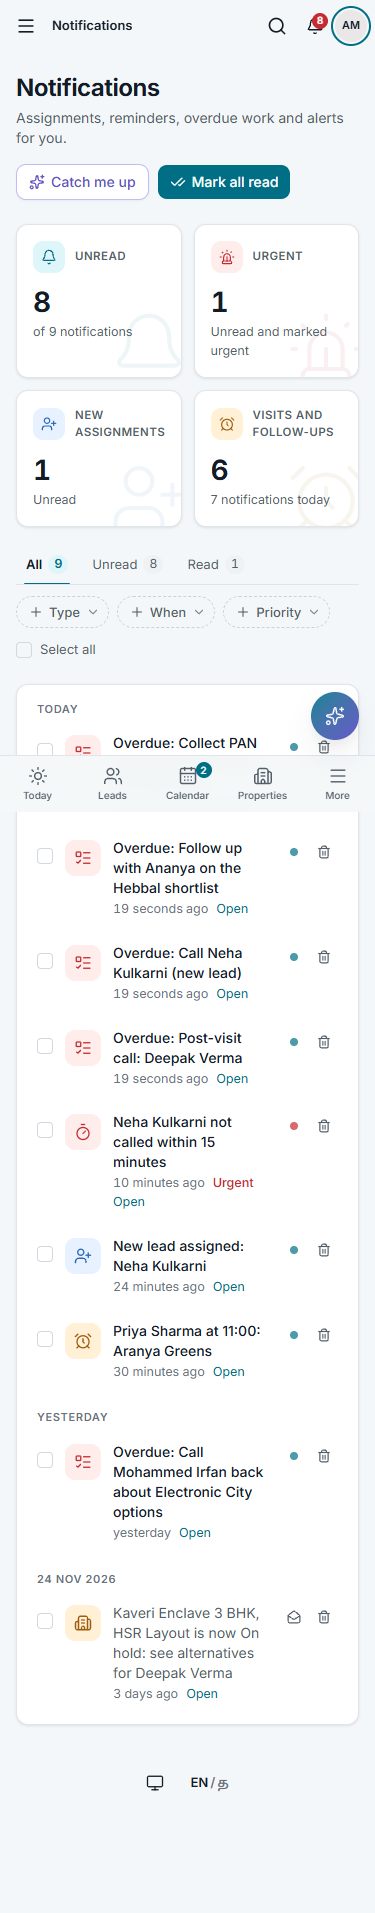 Notifications
8
AM
Notifications
Assignments, reminders, overdue work and alerts
for you.
Catch me up
Mark all read
UNREAD
8
of 9 notifications
URGENT
1
Unread and marked
urgent
NEW
ASSIGNMENTS
1
Unread
VISITS AND
FOLLOW-UPS
6
7 notifications today
All 9
Unread 8
Read 1
Type
When
Priority
Select all
TODAY
Overdue: Collect PAN
Today
Leads
2
Calendar
Properties
More
Overdue: Follow up
with Ananya on the
Hebbal shortlist
19 seconds ago Open
Overdue: Call Neha
Kulkarni (new lead)
19 seconds ago Open
Overdue: Post-visit
call: Deepak Verma
19 seconds ago Open
Neha Kulkarni not
called within 15
minutes
10 minutes ago Urgent
Open
New lead assigned:
Neha Kulkarni
24 minutes ago Open
Priya Sharma at 11:00:
Aranya Greens
30 minutes ago Open
YESTERDAY
Overdue: Call
Mohammed Irfan back
about Electronic City
options
yesterday Open
24 NOV 2026
Kaveri Enclave 3 BHK,
HSR Layout is now On
hold: see alternatives
for Deepak Verma
3 days ago Open
EN / த